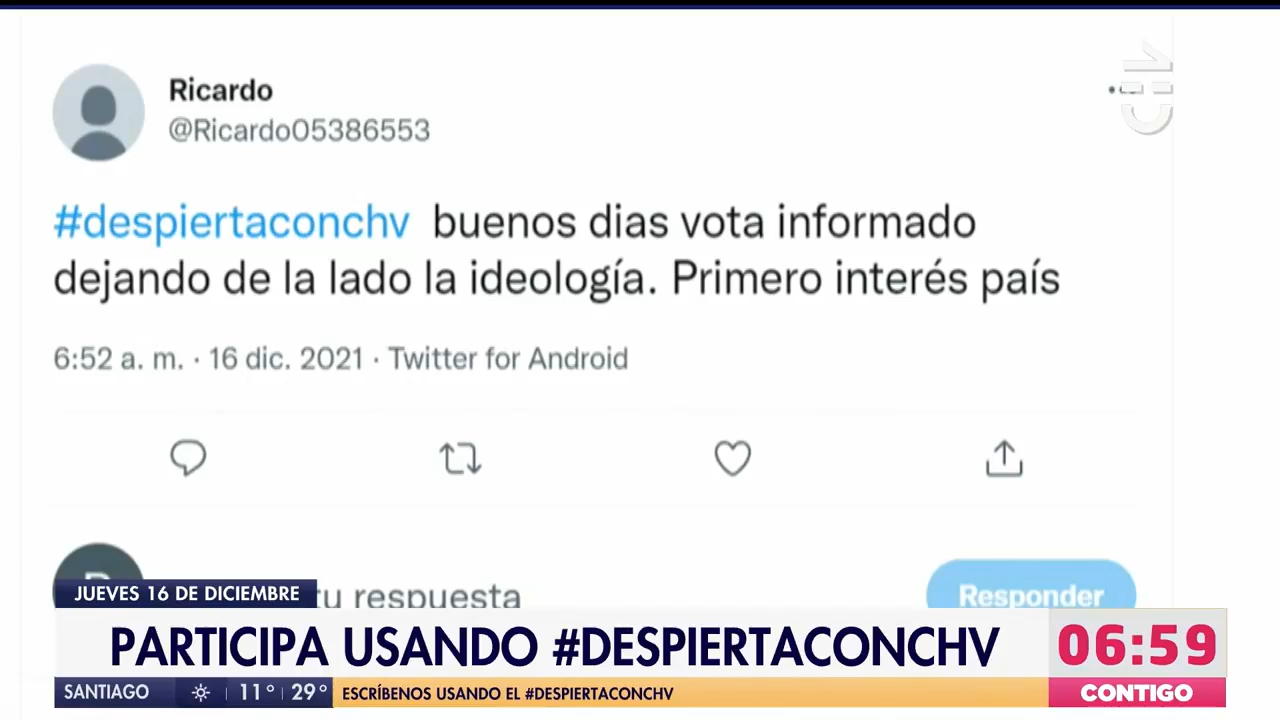 Ricardo
@Ricardo05386553
CHV
#despiertaconchv buenos dias vota informado
dejando de la lado la ideología. Primero interés país
6:52 a. m. · 16 dic. 2021 · Twitter for Android
tu respuesta
Responder
JUEVES 16 DE DICIEMBRE
PARTICIPA USANDO #DESPIERTACONCHV
06:59
SANTIAGO 11° 29° ESCRÍBENOS USANDO EL #DESPIERTACONCHV
CONTIGO